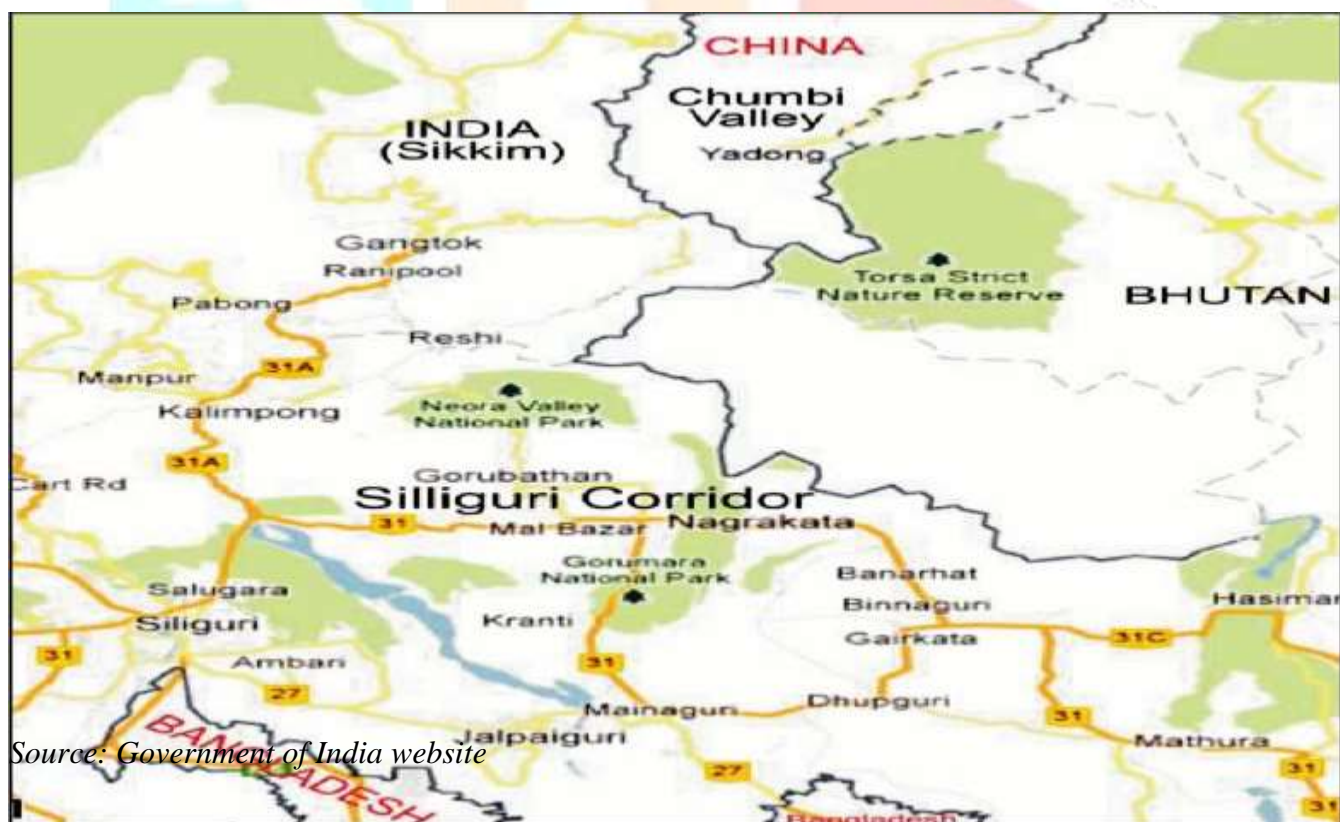 CHINA
Chumbi
Valley
INDIA
(Sikkim)
Yadong
Gangtok
Ranipool
Torsa Strict
Nature Reserve
BHUTAN
Pabong
Reshi
31A
Manpur
Kalimpong
Neora Valley
National Park
31A
Cart Rd
Gorubathan
Silliguri Corridor
31
Mal Bazar
Nagrakata
Gorumara
National Park
Banarhat
Salugara
Binnaguri
Hasimar
Kranti
Siliguri
Gairkata
31C
31
Ambari
31
27
Mainaguri
Dhupguri
31
BANGLADESH
Jalpaiguri
Mathura
Source: Government of India website
27
31
31
Bangladesh